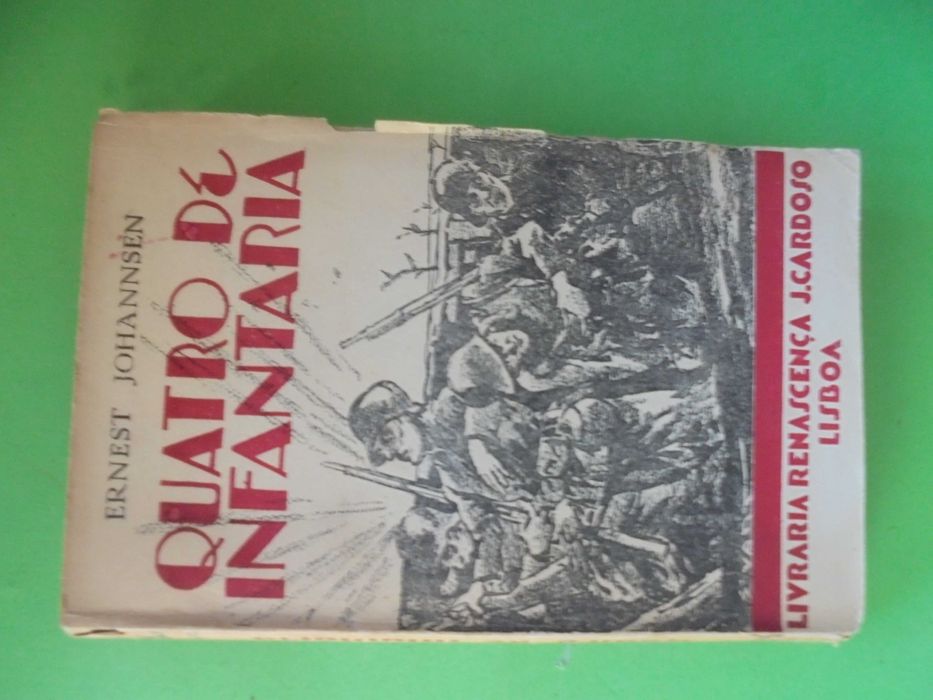 ERNEST JOHANNSEN
QUATRO DE
INFANTARIA
LIVRARIA RENASCENÇA J. CARDOSO
LISBOA